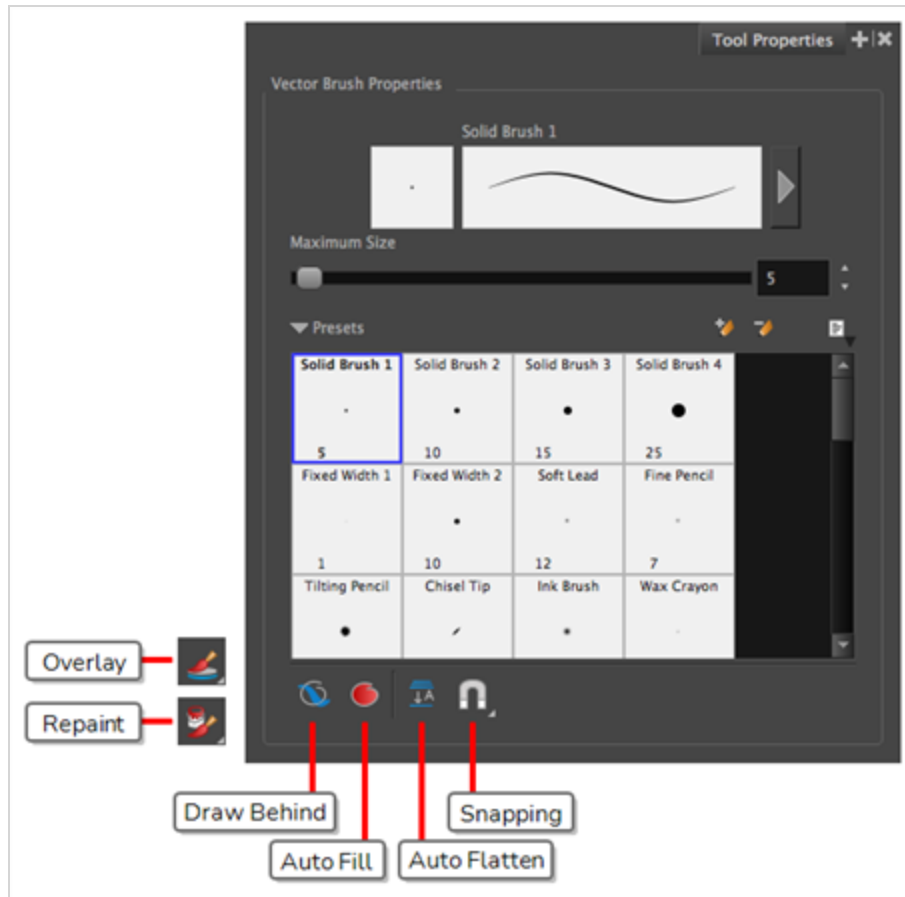 Tool Properties
Vector Brush Properties
Solid Brush 1
Maximum Size
5
Presets
Solid Brush 1 Solid Brush 2 Solid Brush 3 Solid Brush 4
5 10 15 25
Fixed Width 1 Fixed Width 2 Soft Lead Fine Pencil
1 10 12 7
Tilting Pencil Chisel Tip Ink Brush Wax Crayon
Overlay
A
Repaint
Draw Behind
Snapping
Auto Fill
Auto Flatten